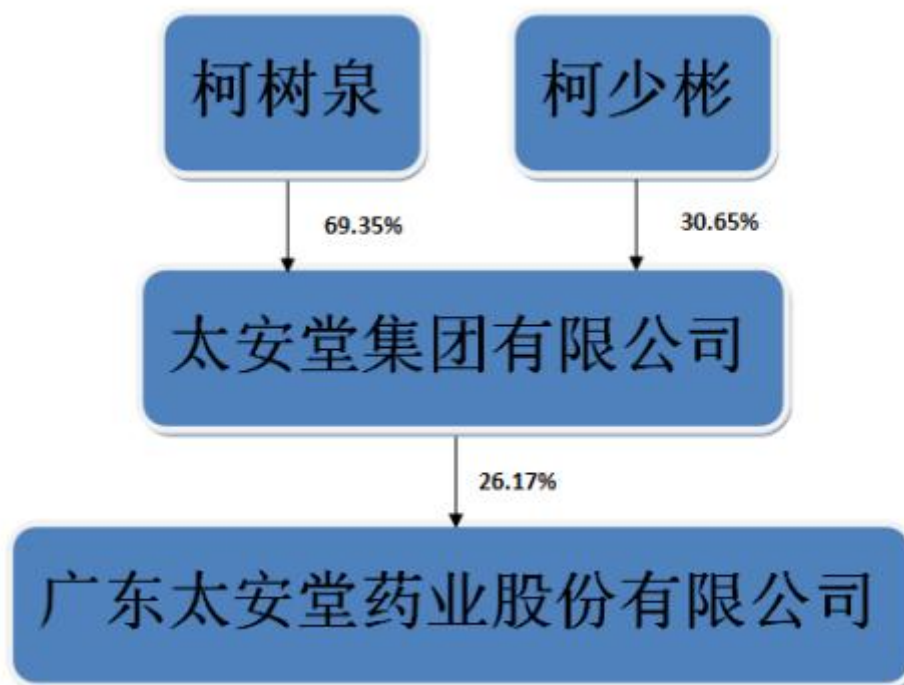 柯树泉
柯少彬
69.35%
30.65%
太安堂集团有限公司
26.17%
广东太安堂药业股份有限公司